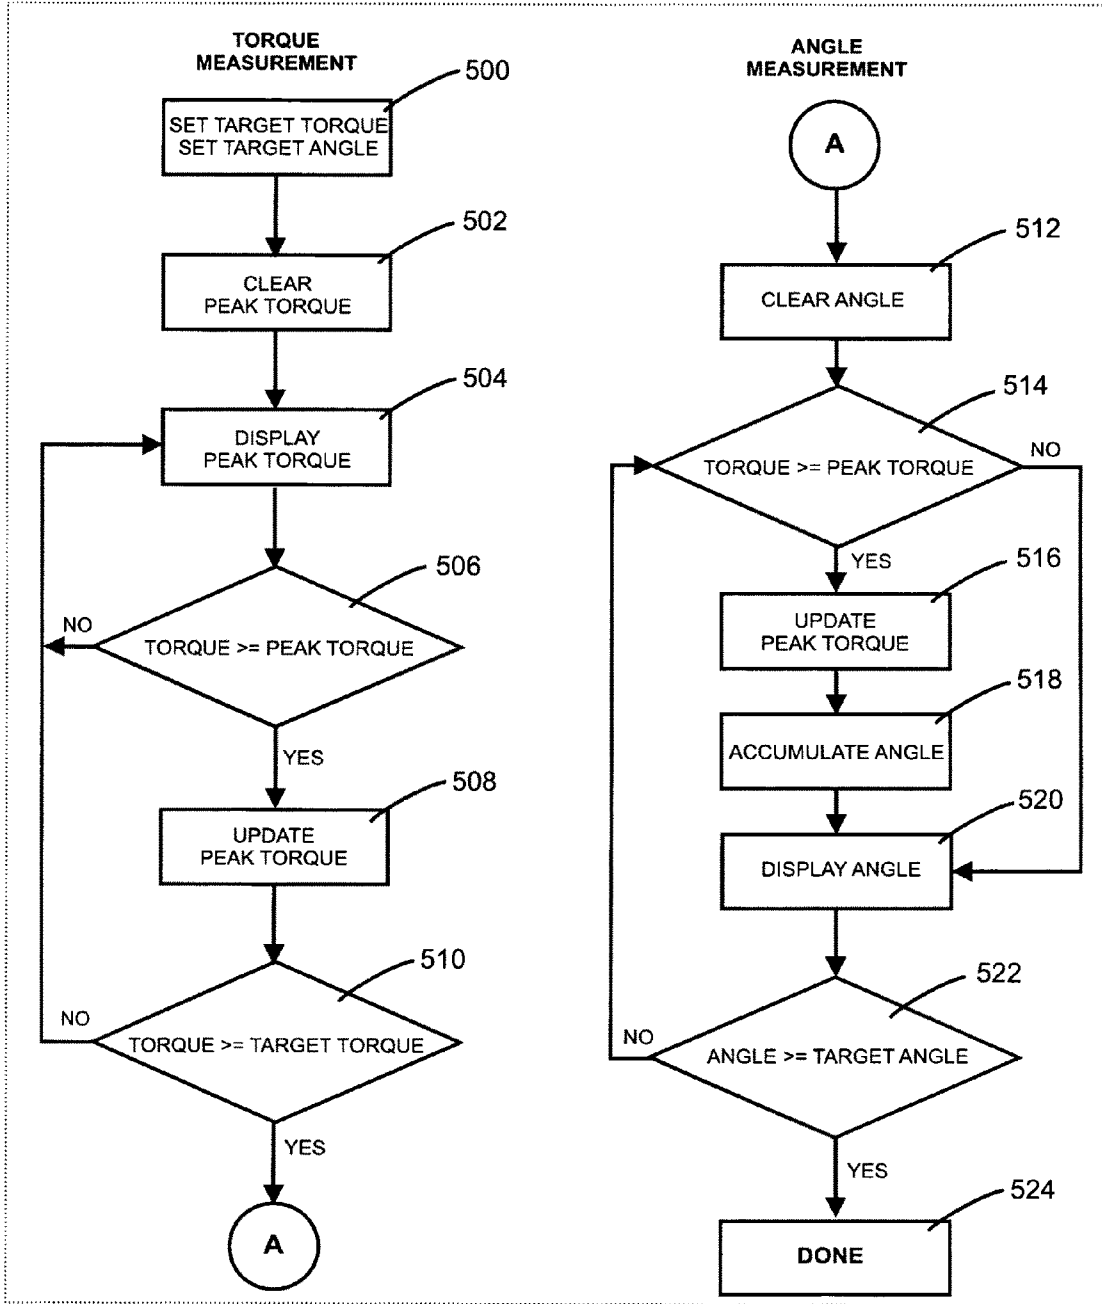 TORQUE
MEASUREMENT
500
SET TARGET TORQUE
SET TARGET ANGLE
502
CLEAR
PEAK TORQUE
504
DISPLAY
PEAK TORQUE
506
NO
TORQUE >= PEAK TORQUE
YES
508
UPDATE
PEAK TORQUE
510
NO
TORQUE >= TARGET TORQUE
YES
A
ANGLE
MEASUREMENT
A
512
CLEAR ANGLE
514
NO
TORQUE >= PEAK TORQUE
YES
516
UPDATE
PEAK TORQUE
518
ACCUMULATE ANGLE
520
DISPLAY ANGLE
522
NO
ANGLE >= TARGET ANGLE
YES
524
DONE